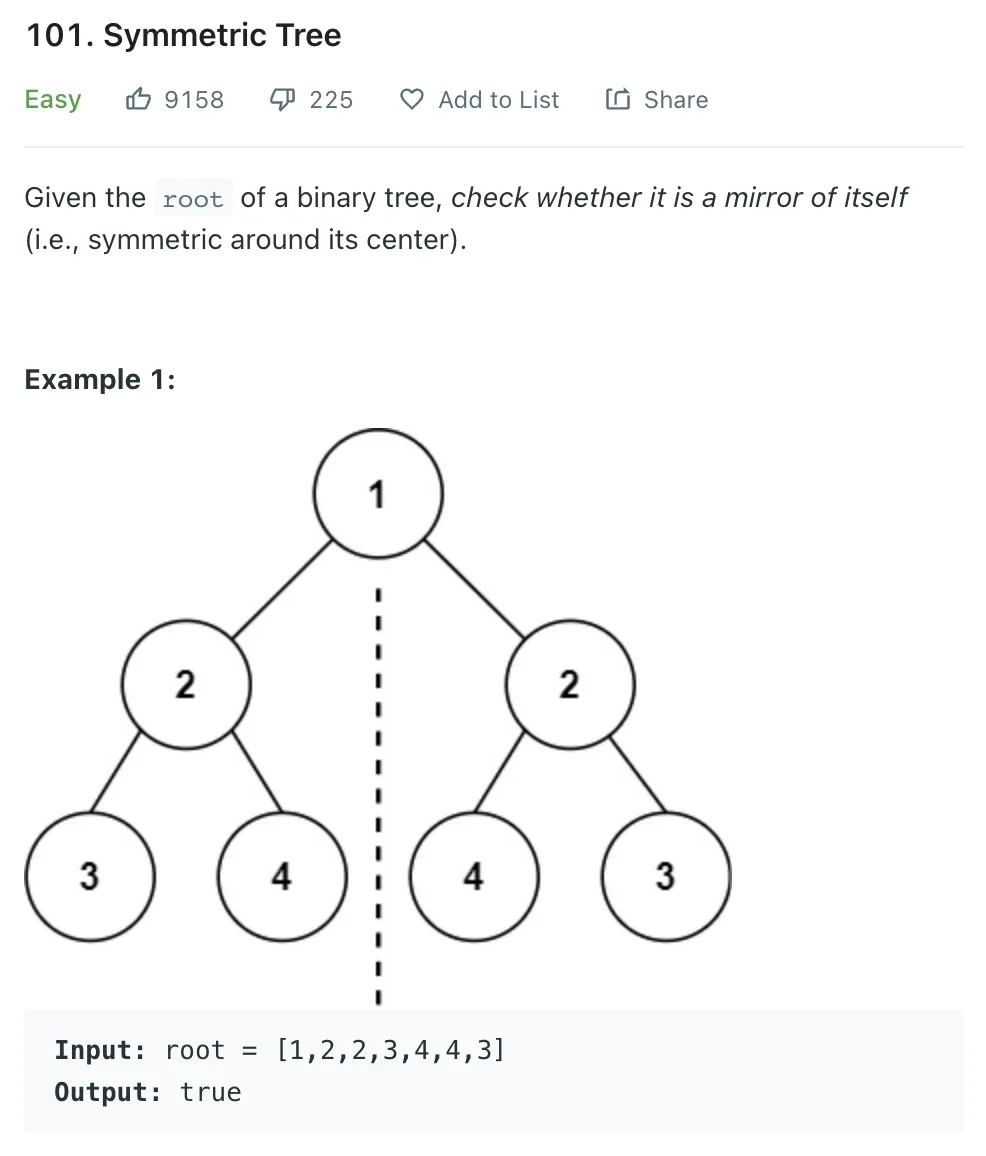 101. Symmetric Tree
Easy 9158 225 Add to List Share
Given the root of a binary tree, check whether it is a mirror of itself
(i.e., symmetric around its center).
Example 1:
1
2 2
3 4 4 3
Input: root = [1,2,2,3,4,4,3]
Output: true